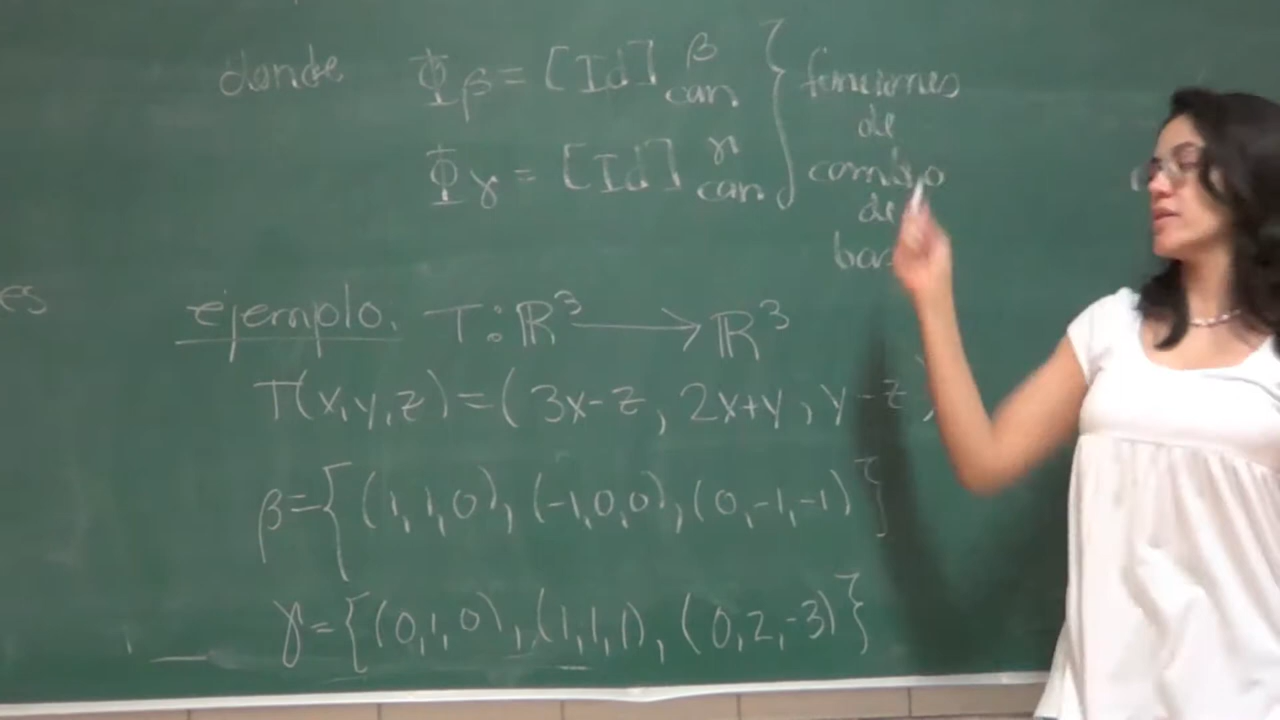 donde Φβ = [Id] β can } funciones
de
Φγ = [Id] γ can cambio
de
es
ejemplo. T: ℝ³ → ℝ³
T(x,y,z) = (3x-z, 2x+y, y-z)
β = {(1,1,0), (-1,0,0), (0,-1,-1)}
γ = {(0,1,0), (1,1,1), (0,2,-3)}